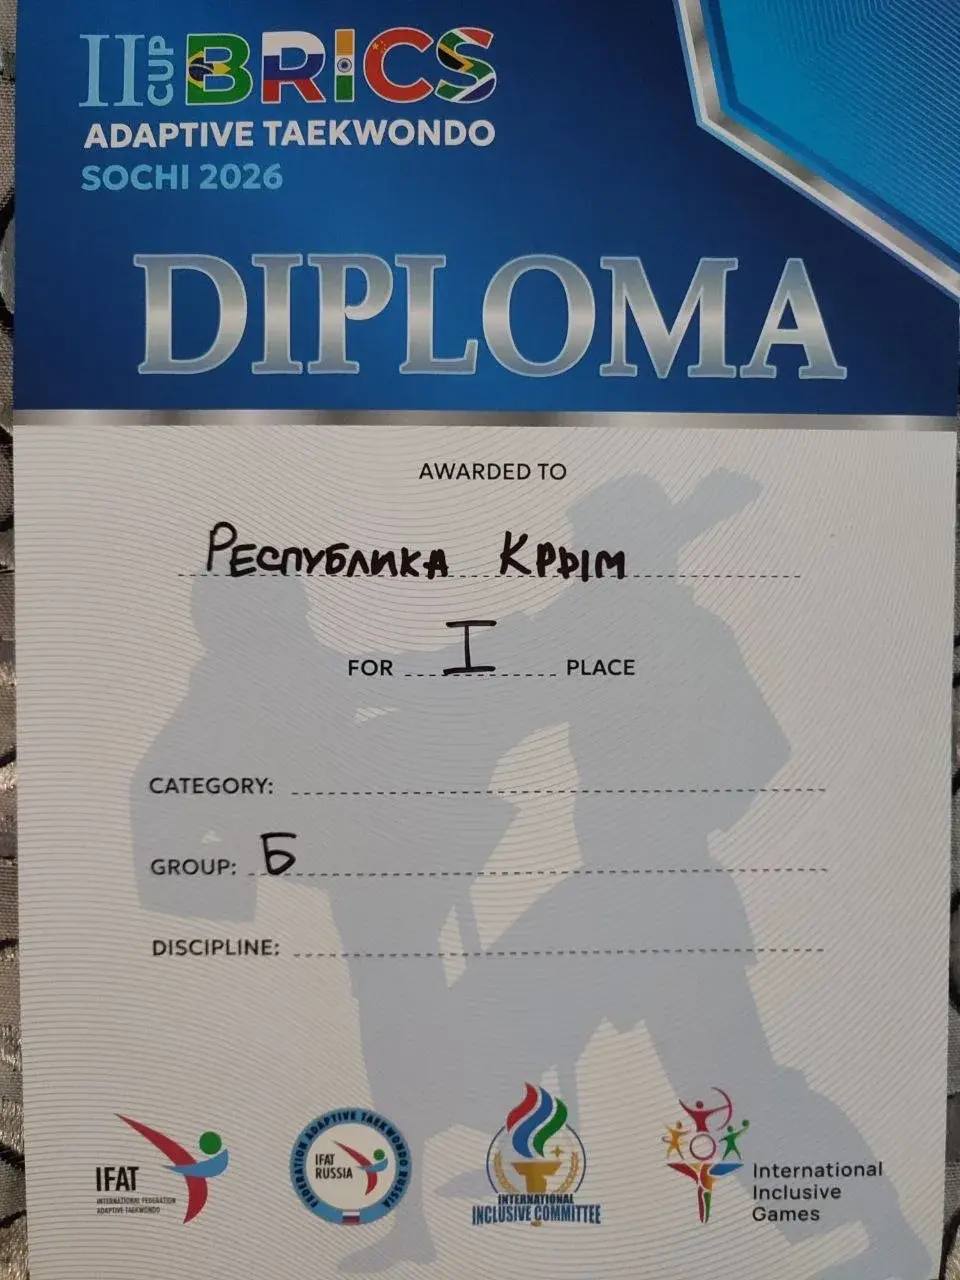 II CUP BRICS
ADAPTIVE TAEKWONDO
SOCHI 2026
DIPLOMA
AWARDED TO
РЕСПУБЛИКА КРЫМ
FOR I PLACE
CATEGORY:
GROUP: Б
DISCIPLINE:
IFAT
INTERNATIONAL FEDERATION
ADAPTIVE TAEKWONDO
FEDERATION ADAPTIVE TAEKWONDO RUSSIA
IFAT
RUSSIA
INTERNATIONAL
INCLUSIVE COMMITTEE
International
Inclusive
Games